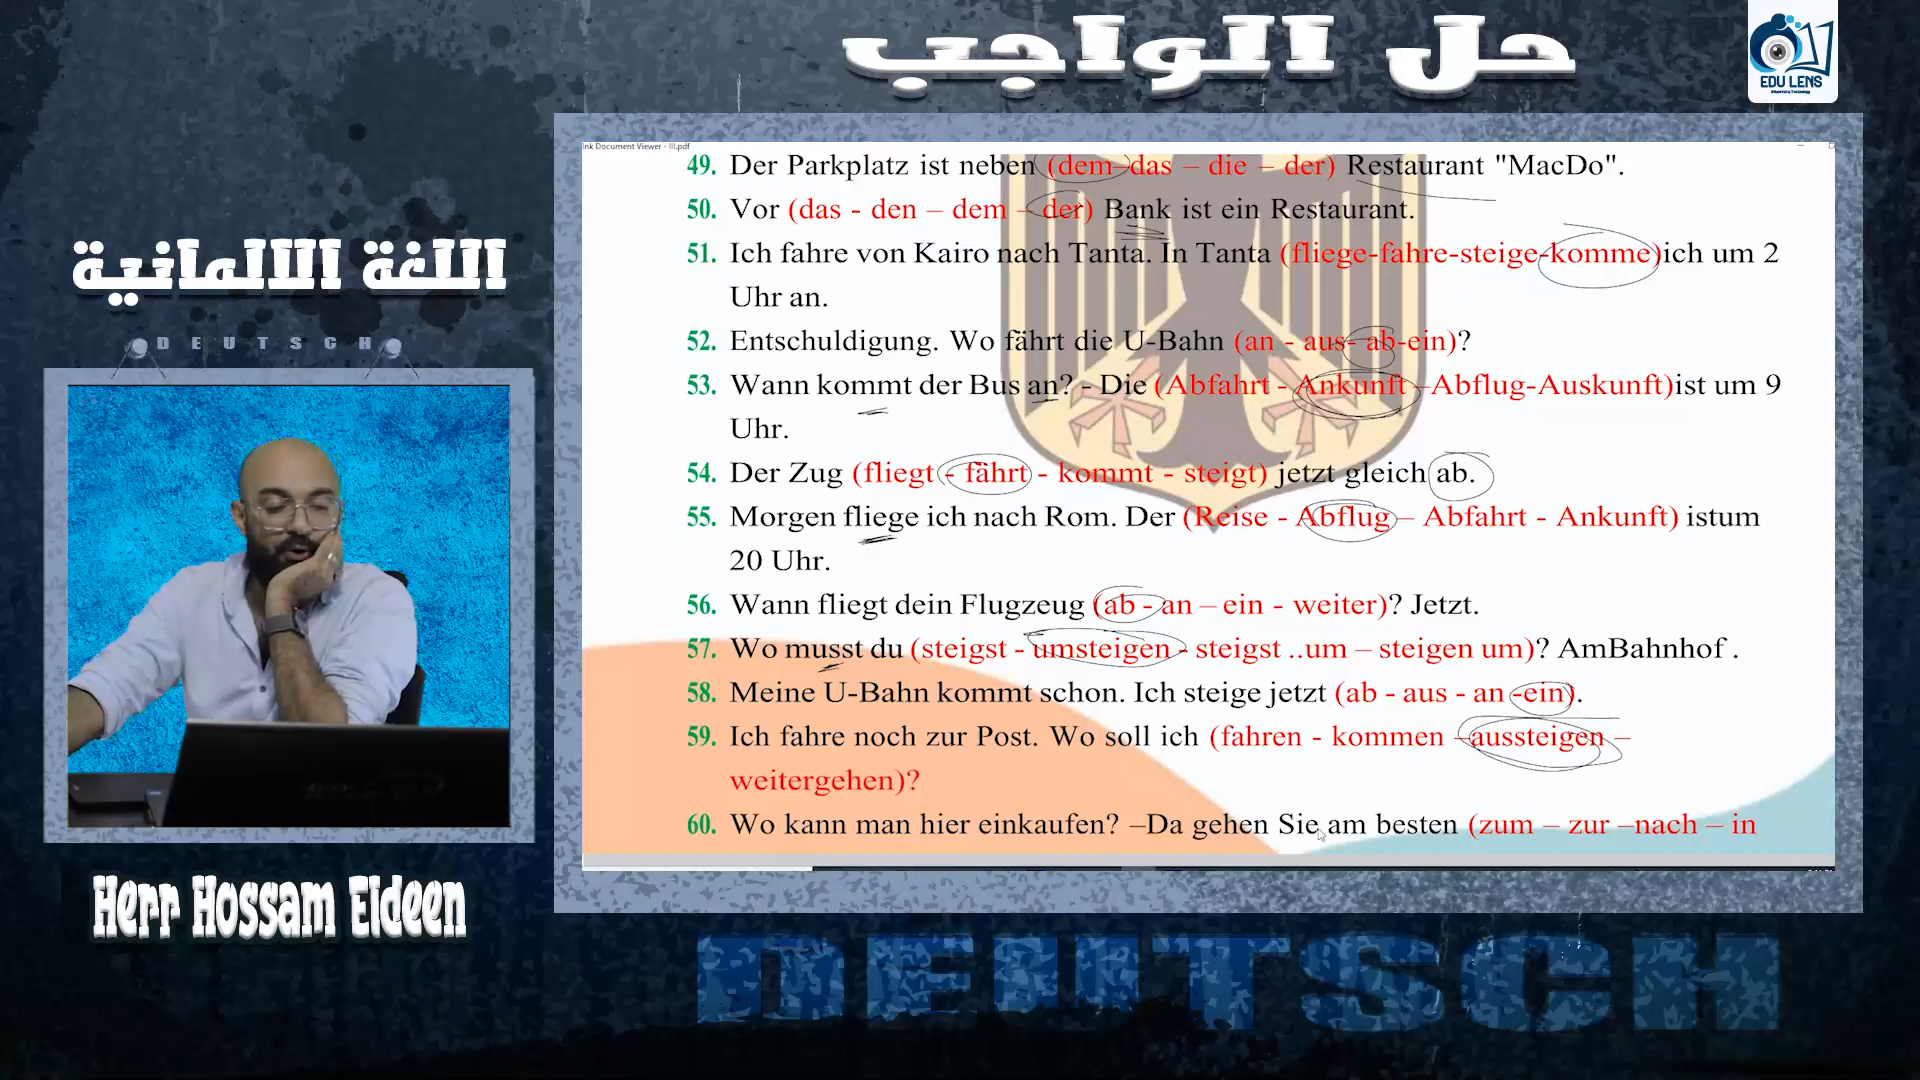 حل الواجب
EDU LENS
اللغة الالمانية
DEUTSCH
Herr Hossam Eldeen
Ink Document Viewer - III.pdf
49. Der Parkplatz ist neben (dem– das – die – der) Restaurant "MacDo".
50. Vor (das - den – dem – der) Bank ist ein Restaurant.
51. Ich fahre von Kairo nach Tanta. In Tanta (fliege-fahre-steige-komme)ich um 2
Uhr an.
52. Entschuldigung. Wo fährt die U-Bahn (an - aus- ab-ein)?
53. Wann kommt der Bus an? - Die (Abfahrt - Ankunft –Abflug-Auskunft)ist um 9
Uhr.
54. Der Zug (fliegt - fährt - kommt - steigt) jetzt gleich ab.
55. Morgen fliege ich nach Rom. Der (Reise - Abflug – Abfahrt - Ankunft) istum
20 Uhr.
56. Wann fliegt dein Flugzeug (ab - an – ein - weiter)? Jetzt.
57. Wo musst du (steigst - umsteigen - steigst ..um – steigen um)? AmBahnhof .
58. Meine U-Bahn kommt schon. Ich steige jetzt (ab - aus - an -ein).
59. Ich fahre noch zur Post. Wo soll ich (fahren - kommen –aussteigen –
weitergehen)?
60. Wo kann man hier einkaufen? –Da gehen Sie am besten (zum – zur –nach – in
DEUTSCH